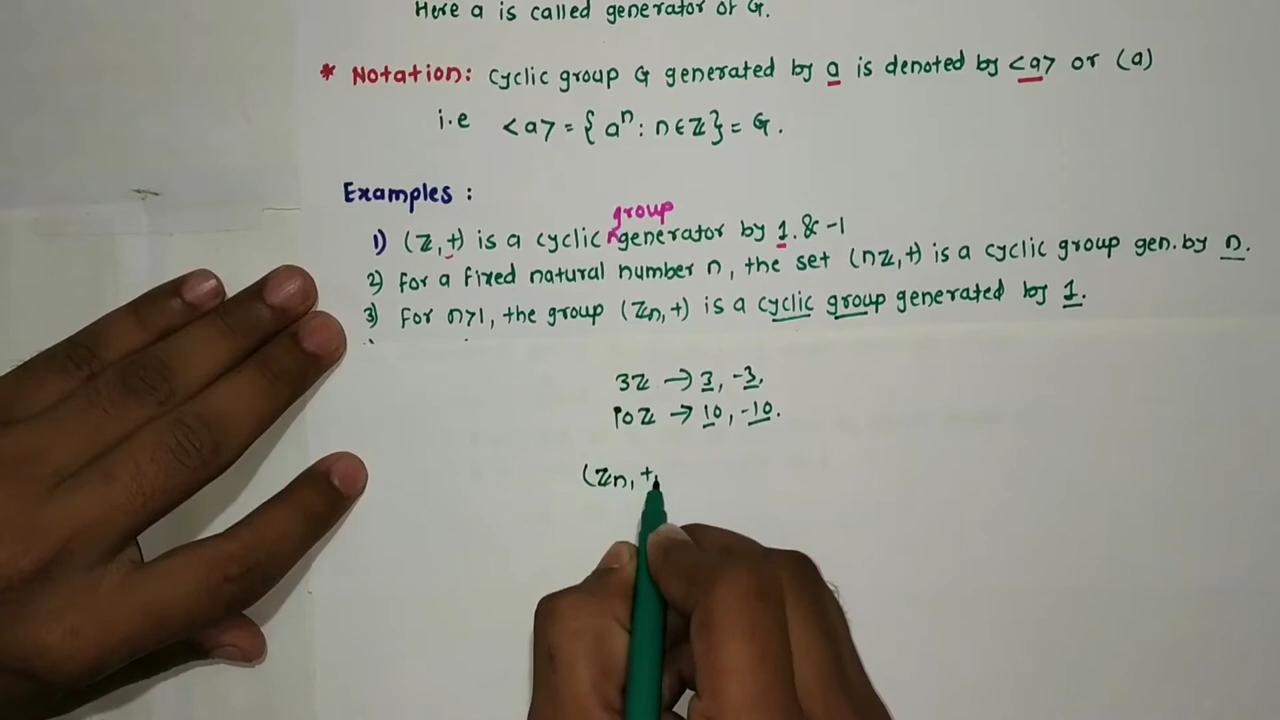 Here a is called generator of G.
* Notation: Cyclic group G generated by a is denoted by <a> or (a)
i.e <a> = { aⁿ : n∈ℤ} = G.
Examples :
group
1) (ℤ, +) is a cyclic ^generator by 1. & -1
2) For a fixed natural number n, the set (nℤ, +) is a cyclic group gen. by n.
3) For n>1, the group (ℤn, +) is a cyclic group generated by 1.
3ℤ → 3, -3.
10ℤ → 10, -10.
(ℤn, +